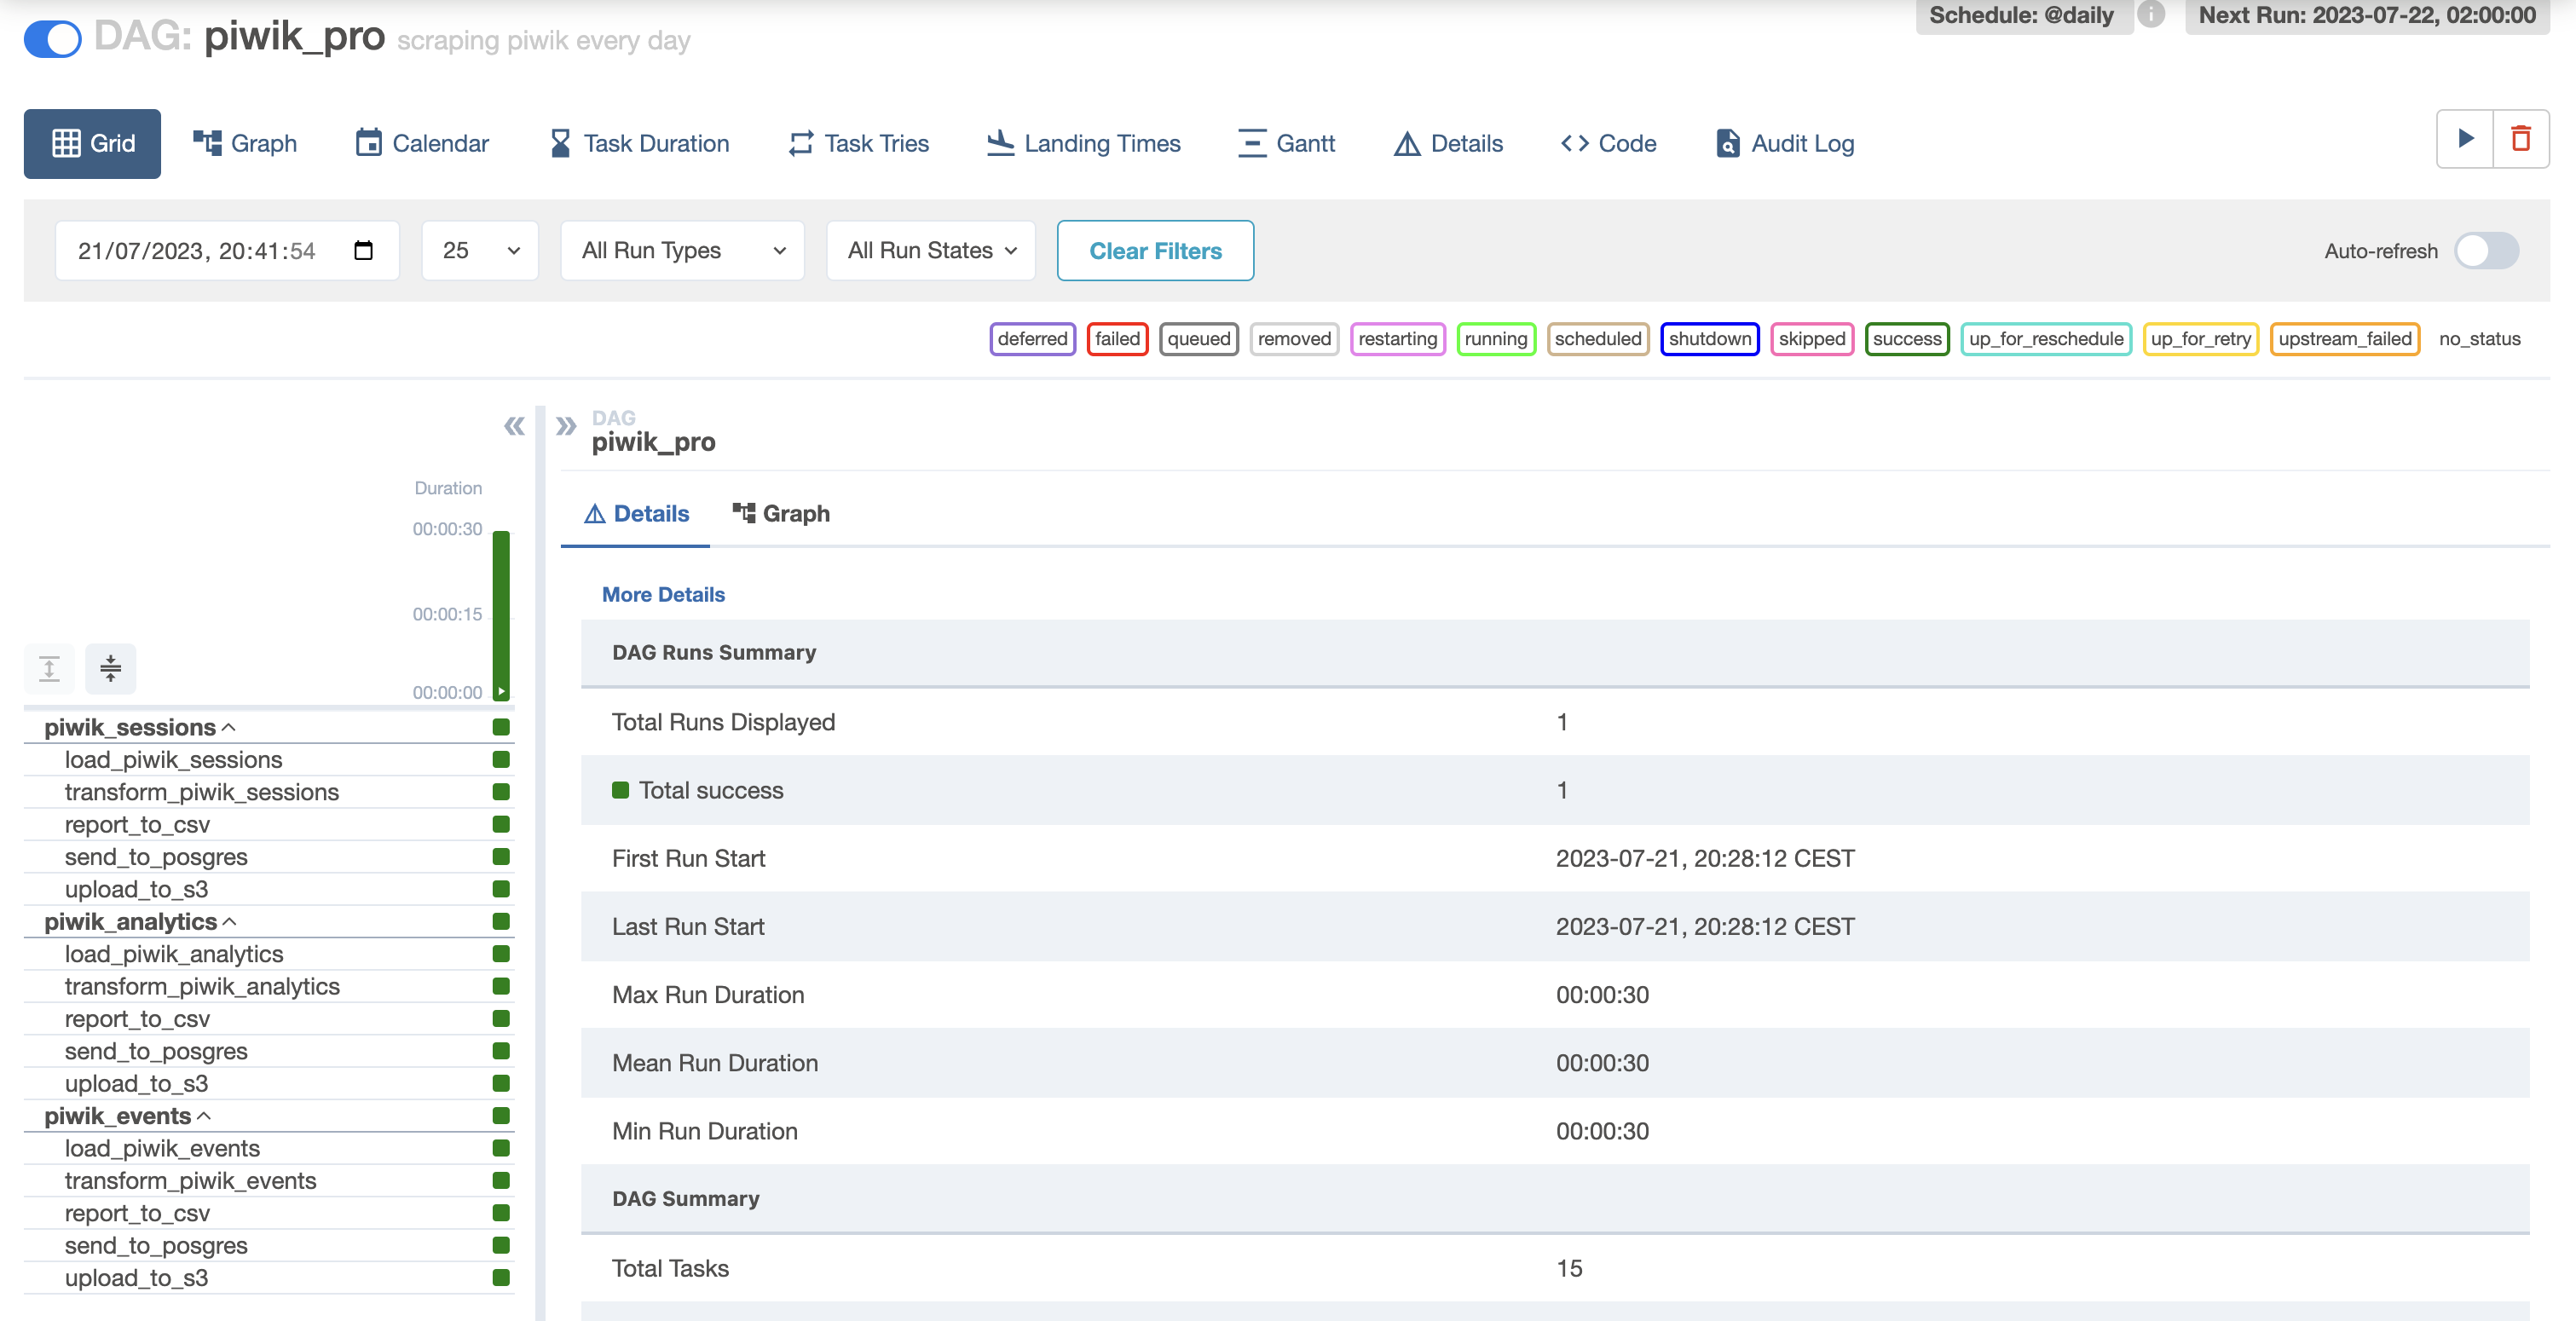 DAG: piwik_pro scraping piwik every day
Schedule: @daily
Next Run: 2023-07-22, 02:00:00
Grid
Graph
Calendar
Task Duration
Task Tries
Landing Times
Gantt
Details
Code
Audit Log
21/07/2023, 20:41:54
25
All Run Types
All Run States
Clear Filters
Auto-refresh
deferred
failed
queued
removed
restarting
running
scheduled
shutdown
skipped
success
up_for_reschedule
up_for_retry
upstream_failed
no_status
Duration
00:00:30
00:00:15
00:00:00
piwik_sessions
load_piwik_sessions
transform_piwik_sessions
report_to_csv
send_to_posgres
upload_to_s3
piwik_analytics
load_piwik_analytics
transform_piwik_analytics
report_to_csv
send_to_posgres
upload_to_s3
piwik_events
load_piwik_events
transform_piwik_events
report_to_csv
send_to_posgres
upload_to_s3
DAG
piwik_pro
Details
Graph
More Details
DAG Runs Summary
Total Runs Displayed 1
Total success 1
First Run Start 2023-07-21, 20:28:12 CEST
Last Run Start 2023-07-21, 20:28:12 CEST
Max Run Duration 00:00:30
Mean Run Duration 00:00:30
Min Run Duration 00:00:30
DAG Summary
Total Tasks 15